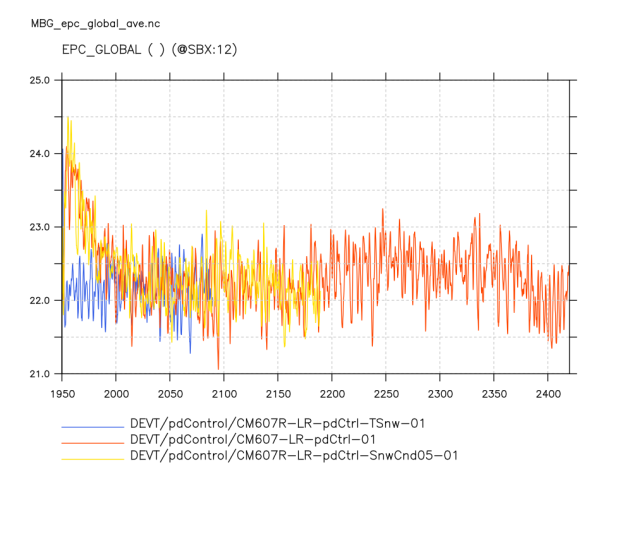 MBG_epc_global_ave.nc
EPC_GLOBAL ( ) (@SBX:12)
25.0
24.0
23.0
22.0
21.0
1950 2000 2050 2100 2150 2200 2250 2300 2350 2400
DEVT/pdControl/CM607R-LR-pdCtrl-TSnw-01
DEVT/pdControl/CM607-LR-pdCtrl-01
DEVT/pdControl/CM607R-LR-pdCtrl-SnwCnd05-01